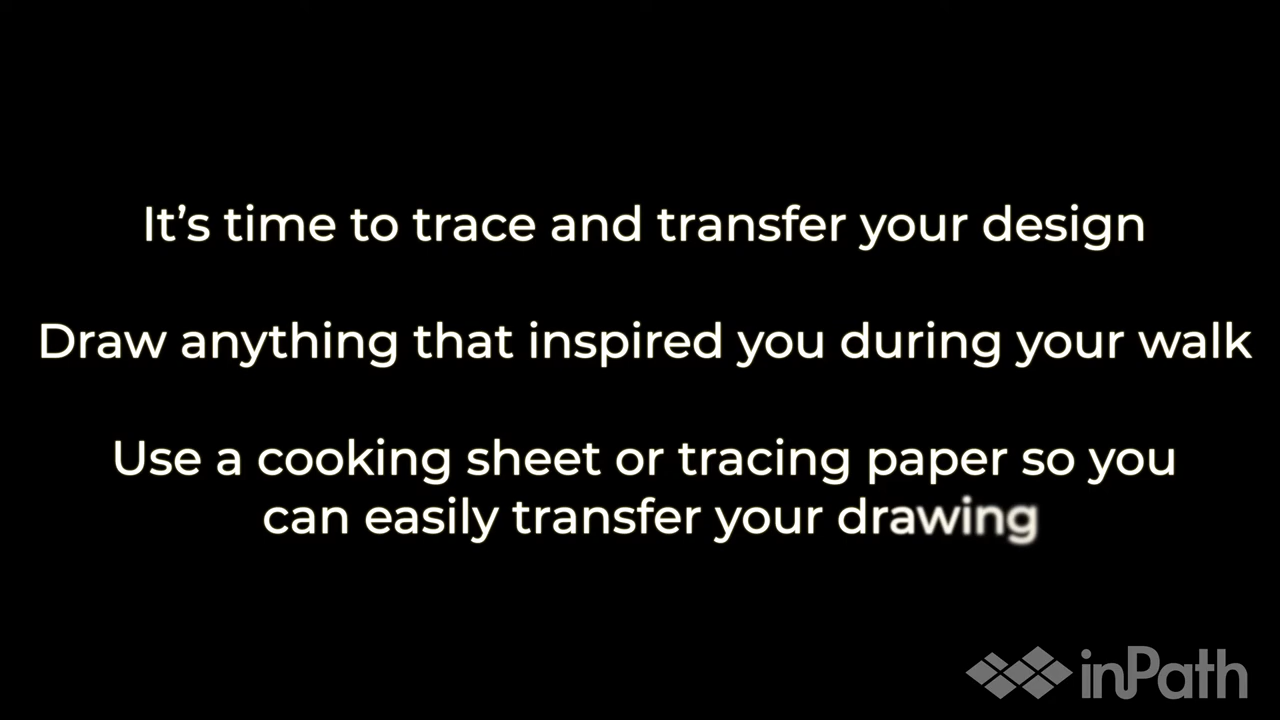 It’s time to trace and transfer your design
Draw anything that inspired you during your walk
Use a cooking sheet or tracing paper so you
can easily transfer your drawing
inPath